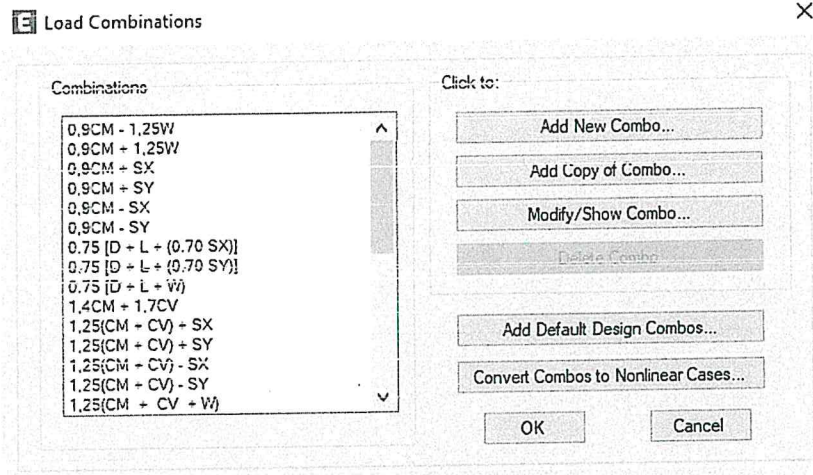 Load Combinations
Combinations
0,9CM - 1,25W
0,9CM + 1,25W
0,9CM + SX
0,9CM + SY
0,9CM - SX
0,9CM - SY
0.75 [D + L + (0.70 SX)]
0.75 [D + L + (0.70 SY)]
0.75 [D + L + W)
1,4CM + 1,7CV
1,25(CM + CV) + SX
1,25(CM + CV) + SY
1,25(CM + CV) - SX
1,25(CM + CV) - SY
1,25(CM + CV + W)
Click to:
Add New Combo...
Add Copy of Combo...
Modify/Show Combo...
Delete Combo
Add Default Design Combos...
Convert Combos to Nonlinear Cases...
OK
Cancel